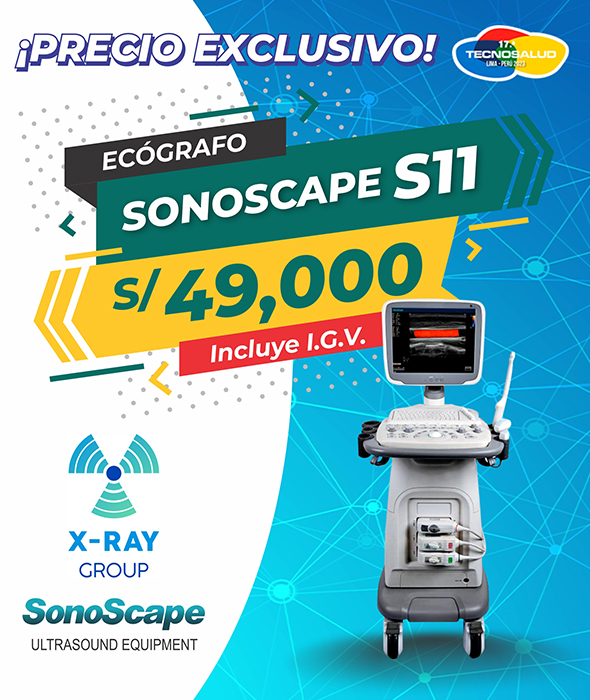 ¡PRECIO EXCLUSIVO!
17.
TECNOSALUD
LIMA - PERÚ 2023
ECÓGRAFO
SONOSCAPE S11
S/ 49,000
Incluye I.G.V.
X-RAY
GROUP
SonoScape
ULTRASOUND EQUIPMENT